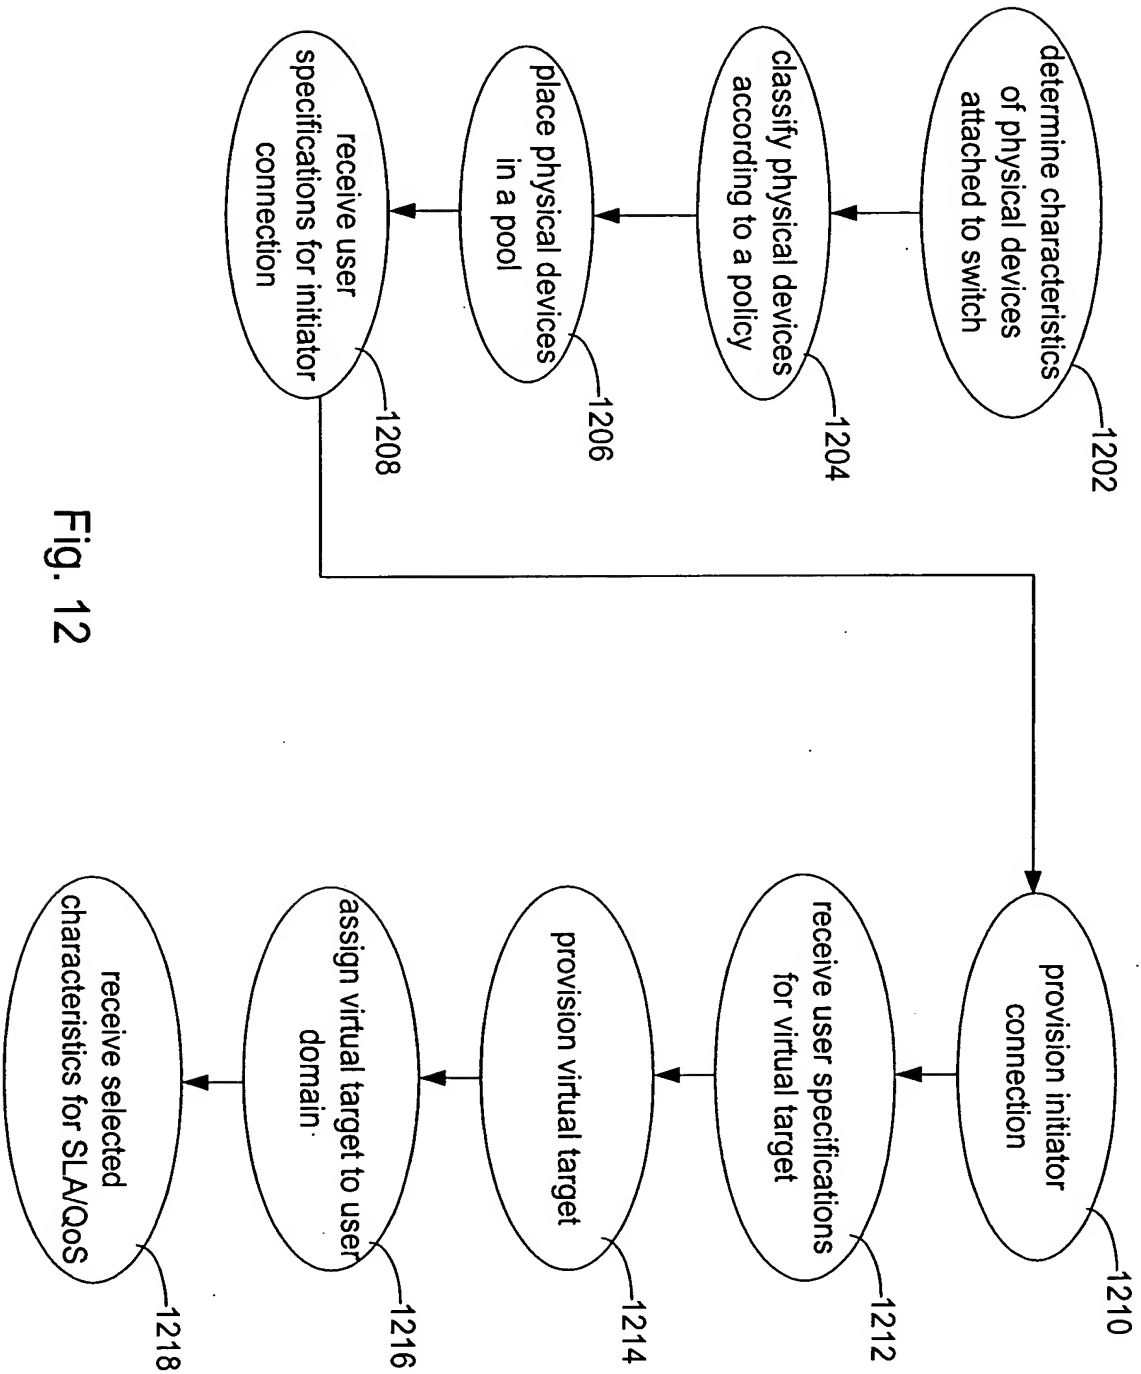 determine characteristics
of physical devices
attached to switch
1202
classify physical devices
according to a policy
1204
place physical devices
in a pool
1206
receive user
specifications for initiator
connection
1208
provision initiator
connection
1210
receive user specifications
for virtual target
1212
provision virtual target
1214
assign virtual target to user
domain
1216
receive selected
characteristics for SLA/QoS
1218
Fig. 12